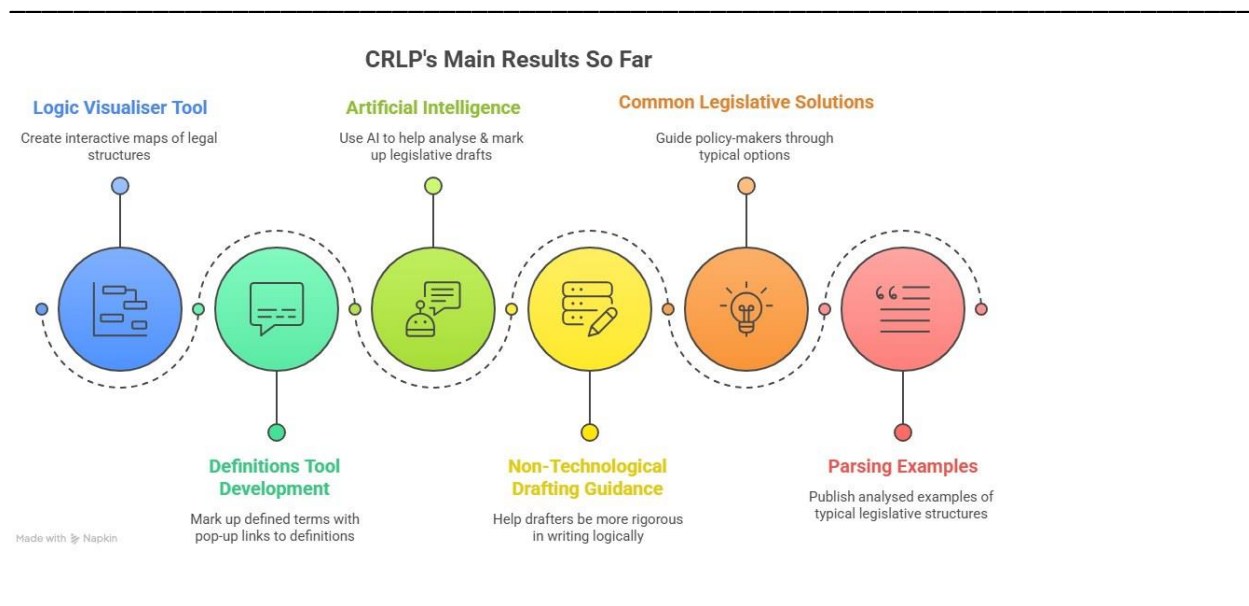 CRLP's Main Results So Far
Logic Visualiser Tool
Create interactive maps of legal
structures
Artificial Intelligence
Use AI to help analyse & mark
up legislative drafts
Common Legislative Solutions
Guide policy-makers through
typical options
Definitions Tool
Development
Mark up defined terms with
pop-up links to definitions
Non-Technological
Drafting Guidance
Help drafters be more rigorous
in writing logically
Parsing Examples
Publish analysed examples of
typical legislative structures
Made with Napkin